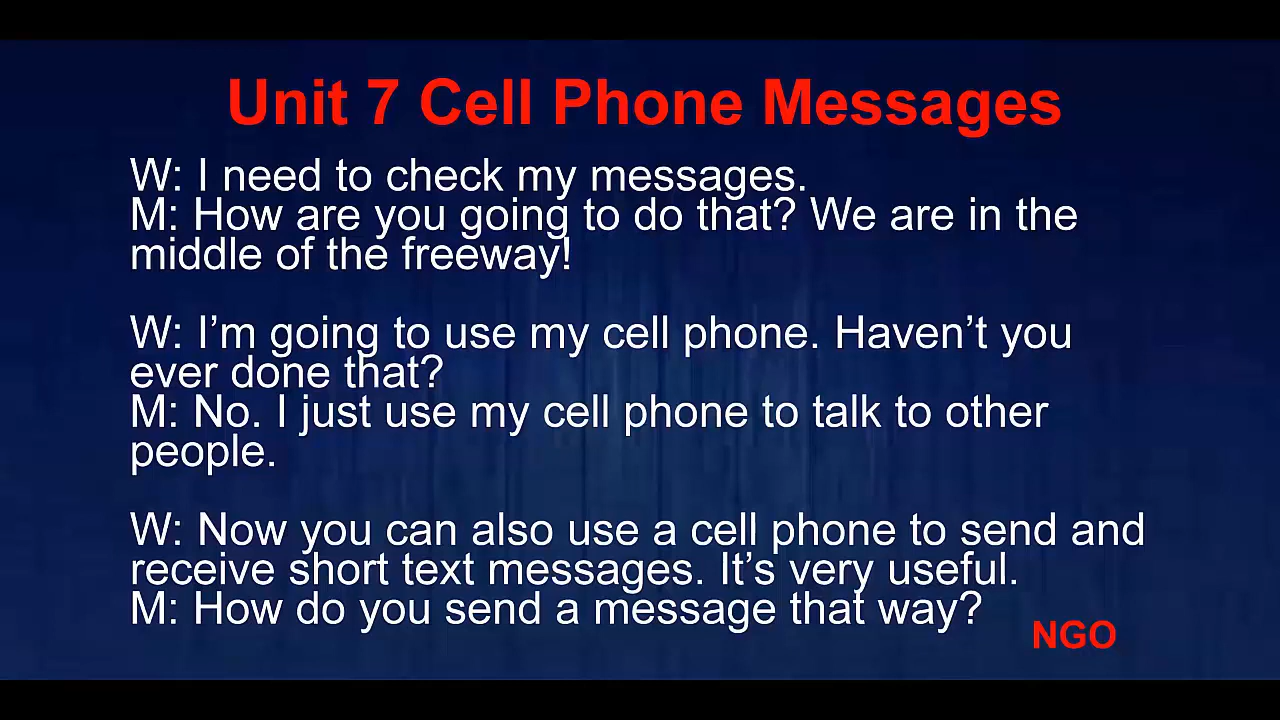 Unit 7 Cell Phone Messages
W: I need to check my messages.
M: How are you going to do that? We are in the
middle of the freeway!
W: I’m going to use my cell phone. Haven’t you
ever done that?
M: No. I just use my cell phone to talk to other
people.
W: Now you can also use a cell phone to send and
receive short text messages. It’s very useful.
M: How do you send a message that way?
NGO